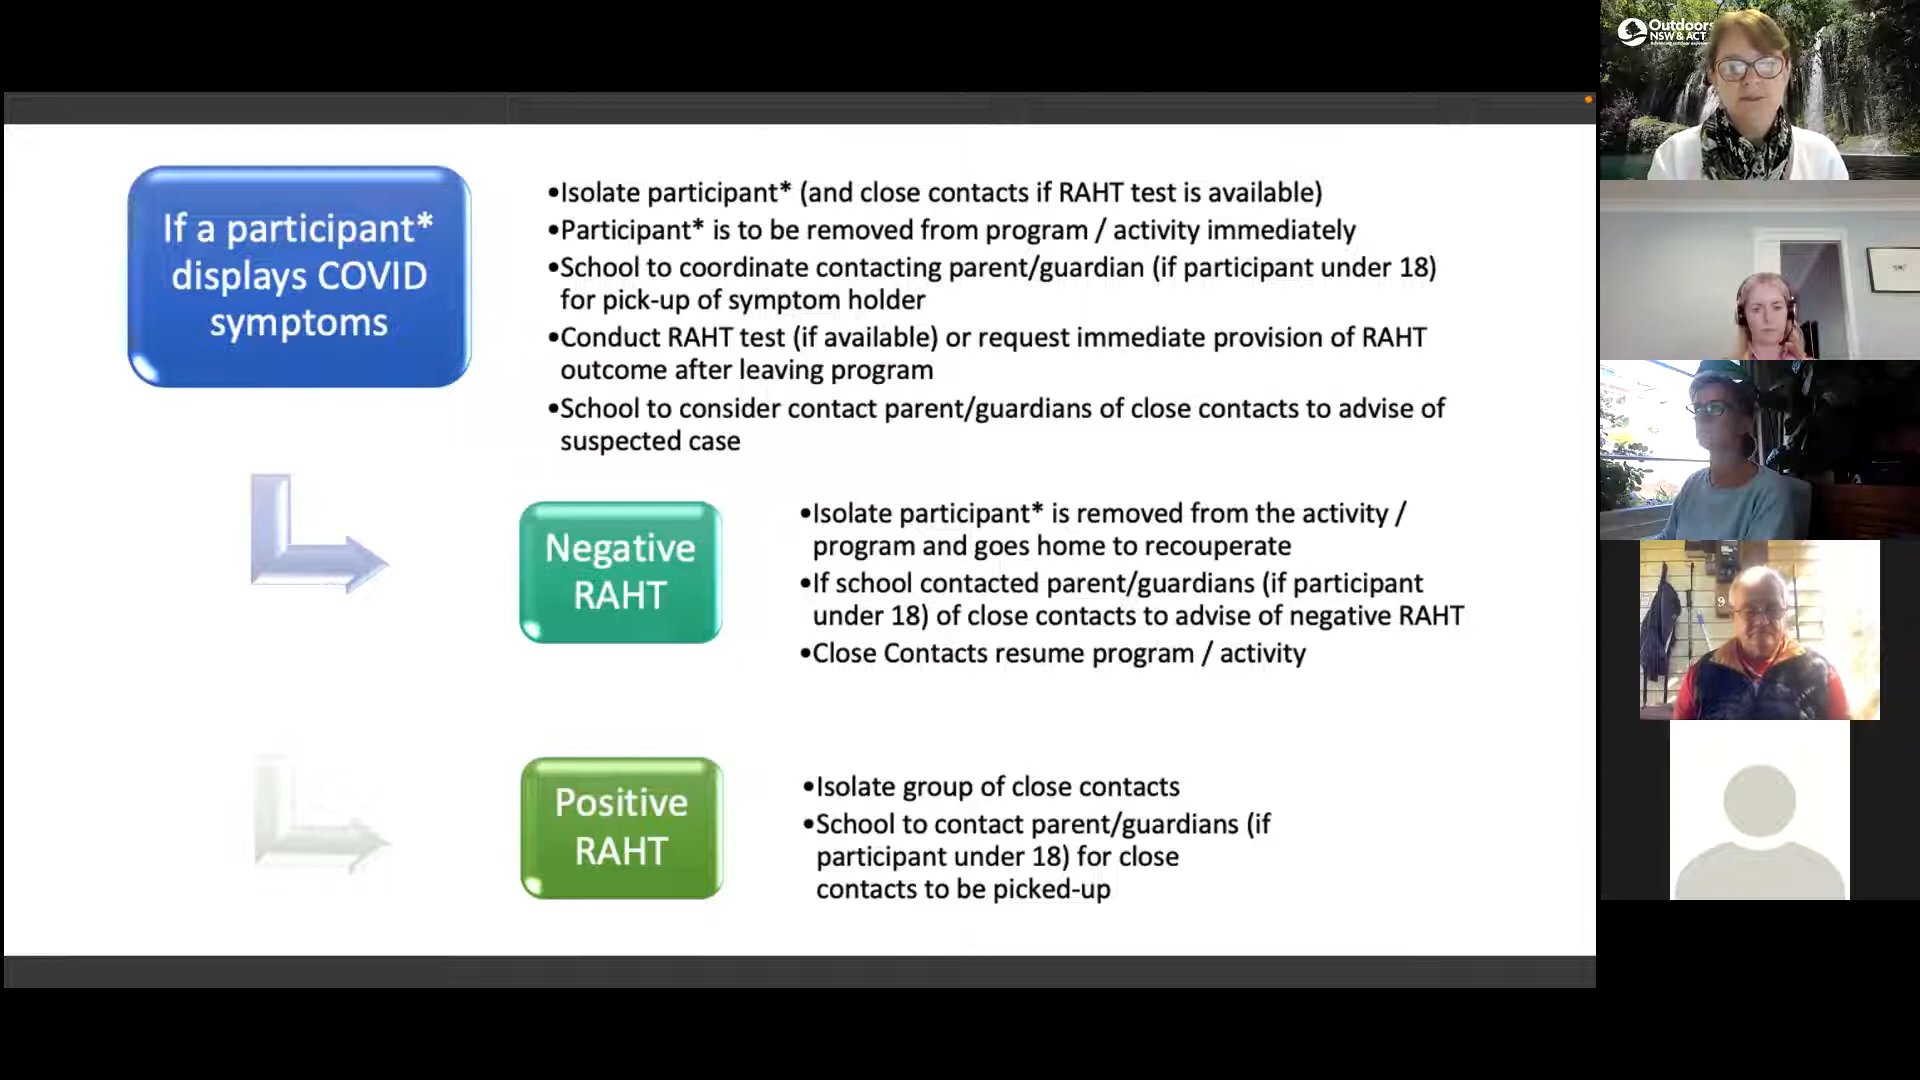 If a participant*
displays COVID
symptoms
•Isolate participant* (and close contacts if RAHT test is available)
•Participant* is to be removed from program / activity immediately
•School to coordinate contacting parent/guardian (if participant under 18)
for pick-up of symptom holder
•Conduct RAHT test (if available) or request immediate provision of RAHT
outcome after leaving program
•School to consider contact parent/guardians of close contacts to advise of
suspected case
Negative
RAHT
•Isolate participant* is removed from the activity /
program and goes home to recouperate
•If school contacted parent/guardians (if participant
under 18) of close contacts to advise of negative RAHT
•Close Contacts resume program / activity
Positive
RAHT
•Isolate group of close contacts
•School to contact parent/guardians (if
participant under 18) for close
contacts to be picked-up
Outdoors
NSW & ACT